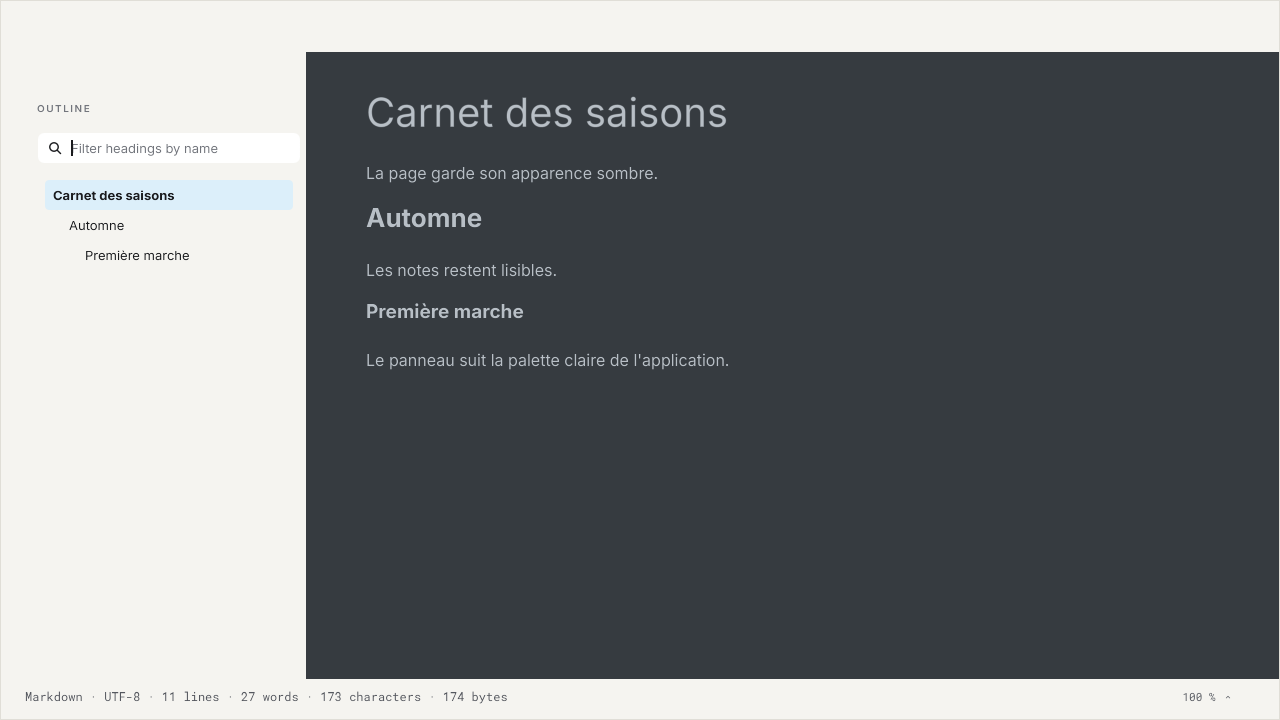 OUTLINE
Filter headings by name
Carnet des saisons
Automne
Première marche
Carnet des saisons
La page garde son apparence sombre.
Automne
Les notes restent lisibles.
Première marche
Le panneau suit la palette claire de l'application.
Markdown · UTF-8 · 11 lines · 27 words · 173 characters · 174 bytes
100 %